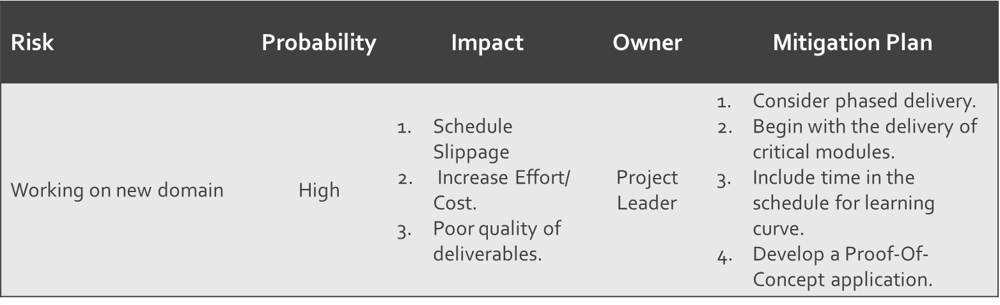 Risk Probability Impact Owner Mitigation Plan
Working on new domain
High
1. Schedule
Slippage
2. Increase Effort/
Cost.
3. Poor quality of
deliverables.
Project
Leader
1. Consider phased delivery.
2. Begin with the delivery of
critical modules.
3. Include time in the
schedule for learning
curve.
4. Develop a Proof-Of-
Concept application.